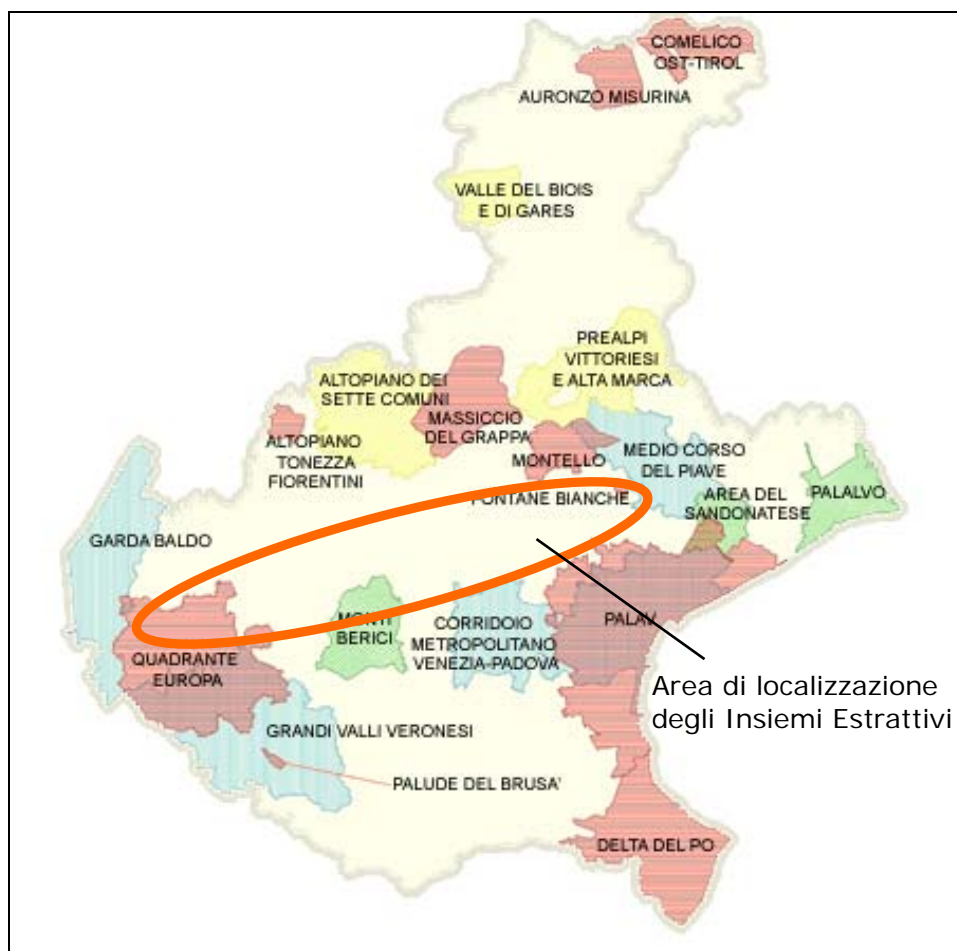 COMELICO
OST-TIROL
AURONZO MISURINA
VALLE DEL BIOIS
E DI GARES
PREALPI
VITTORIESI
E ALTA MARCA
ALTOPIANO DEI
SETTE COMUNI
MASSICCIO
DEL GRAPPA
ALTOPIANO
TONEZZA
FIORENTINI
MONTELLO
MEDIO CORSO
DEL PIAVE
FONTANE BIANCHE
AREA DEL
SANDONATESE
PALALVO
GARDA BALDO
MONTI
BERICI
CORRIDOIO
METROPOLITANO
VENEZIA-PADOVA
PALAV
QUADRANTE
EUROPA
Area di localizzazione
degli Insiemi Estrattivi
GRANDI VALLI VERONESI
PALUDE DEL BRUSA'
DELTA DEL PO